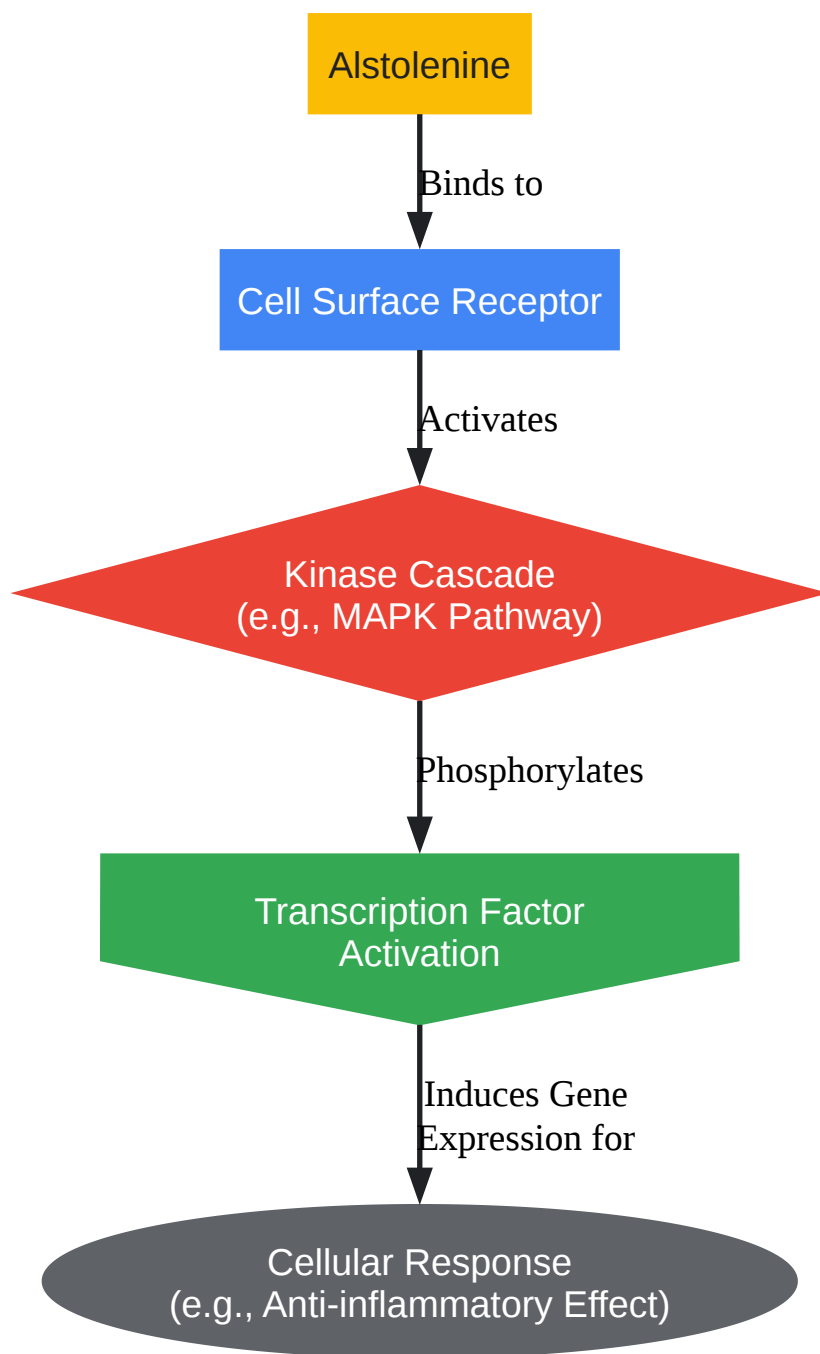 Alstolenine
Binds to
Cell Surface Receptor
Activates
Kinase Cascade
(e.g., MAPK Pathway)
Phosphorylates
Transcription Factor
Activation
Induces Gene
Expression for
Cellular Response
(e.g., Anti-inflammatory Effect)